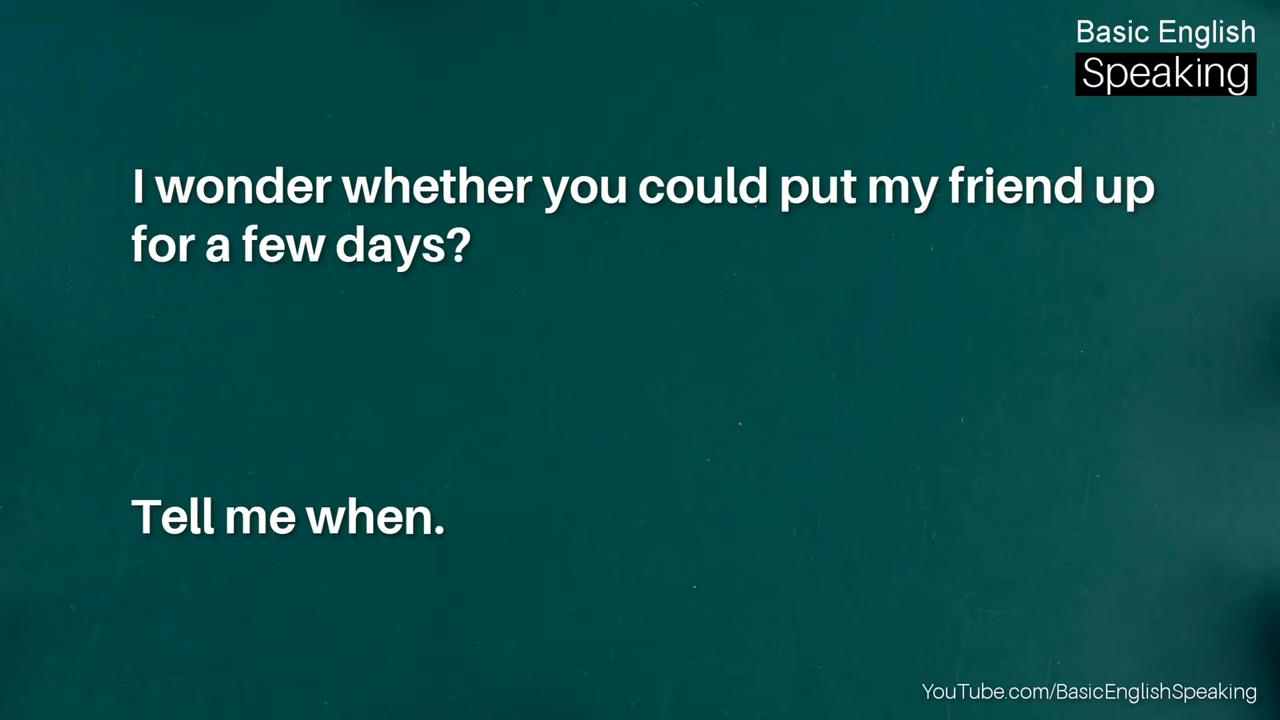 Basic English
Speaking
I wonder whether you could put my friend up
for a few days?
Tell me when.
YouTube.com/BasicEnglishSpeaking